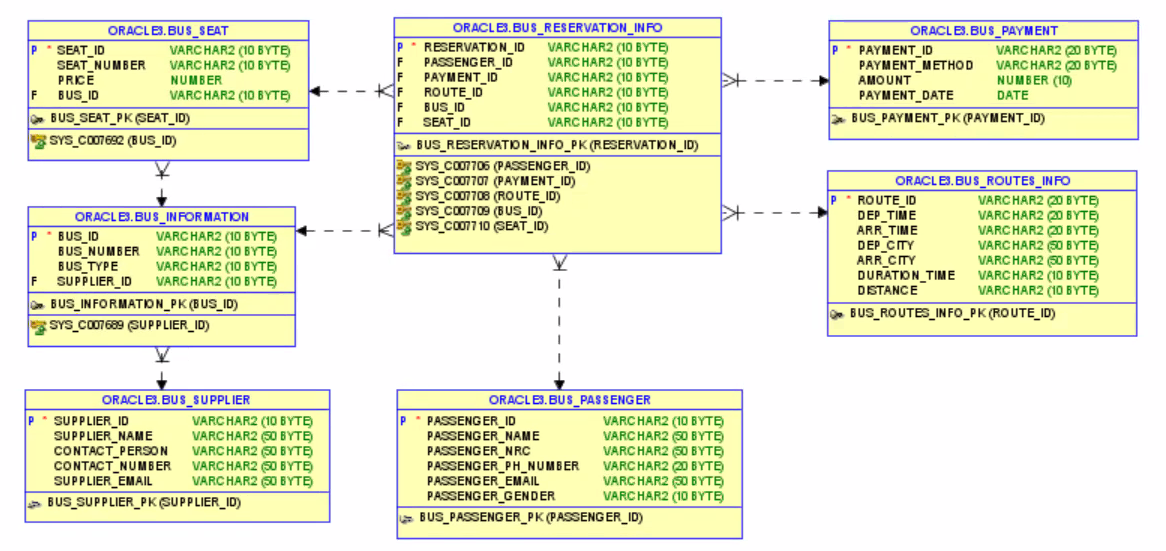 ORACLE3.BUS_SEAT
P * SEAT_ID VARCHAR2 (10 BYTE)
SEAT_NUMBER VARCHAR2 (10 BYTE)
PRICE NUMBER
F BUS_ID VARCHAR2 (10 BYTE)
BUS_SEAT_PK (SEAT_ID)
SYS_C007692 (BUS_ID)
ORACLE3.BUS_RESERVATION_INFO
P * RESERVATION_ID VARCHAR2 (10 BYTE)
F PASSENGER_ID VARCHAR2 (10 BYTE)
F PAYMENT_ID VARCHAR2 (10 BYTE)
F ROUTE_ID VARCHAR2 (10 BYTE)
F BUS_ID VARCHAR2 (10 BYTE)
F SEAT_ID VARCHAR2 (10 BYTE)
BUS_RESERVATION_INFO_PK (RESERVATION_ID)
SYS_C007706 (PASSENGER_ID)
SYS_C007707 (PAYMENT_ID)
SYS_C007708 (ROUTE_ID)
SYS_C007709 (BUS_ID)
SYS_C007710 (SEAT_ID)
ORACLE3.BUS_PAYMENT
P * PAYMENT_ID VARCHAR2 (20 BYTE)
PAYMENT_METHOD VARCHAR2 (20 BYTE)
AMOUNT NUMBER (10)
PAYMENT_DATE DATE
BUS_PAYMENT_PK (PAYMENT_ID)
ORACLE3.BUS_ROUTES_INFO
P * ROUTE_ID VARCHAR2 (20 BYTE)
DEP_TIME VARCHAR2 (20 BYTE)
ARR_TIME VARCHAR2 (20 BYTE)
DEP_CITY VARCHAR2 (50 BYTE)
ARR_CITY VARCHAR2 (50 BYTE)
DURATION_TIME VARCHAR2 (10 BYTE)
DISTANCE VARCHAR2 (10 BYTE)
BUS_ROUTES_INFO_PK (ROUTE_ID)
ORACLE3.BUS_INFORMATION
P * BUS_ID VARCHAR2 (10 BYTE)
BUS_NUMBER VARCHAR2 (10 BYTE)
BUS_TYPE VARCHAR2 (10 BYTE)
F SUPPLIER_ID VARCHAR2 (10 BYTE)
BUS_INFORMATION_PK (BUS_ID)
SYS_C007689 (SUPPLIER_ID)
ORACLE3.BUS_SUPPLIER
P * SUPPLIER_ID VARCHAR2 (10 BYTE)
SUPPLIER_NAME VARCHAR2 (50 BYTE)
CONTACT_PERSON VARCHAR2 (50 BYTE)
CONTACT_NUMBER VARCHAR2 (50 BYTE)
SUPPLIER_EMAIL VARCHAR2 (50 BYTE)
BUS_SUPPLIER_PK (SUPPLIER_ID)
ORACLE3.BUS_PASSENGER
P * PASSENGER_ID VARCHAR2 (10 BYTE)
PASSENGER_NAME VARCHAR2 (50 BYTE)
PASSENGER_NRC VARCHAR2 (50 BYTE)
PASSENGER_PH_NUMBER VARCHAR2 (20 BYTE)
PASSENGER_EMAIL VARCHAR2 (50 BYTE)
PASSENGER_GENDER VARCHAR2 (10 BYTE)
BUS_PASSENGER_PK (PASSENGER_ID)